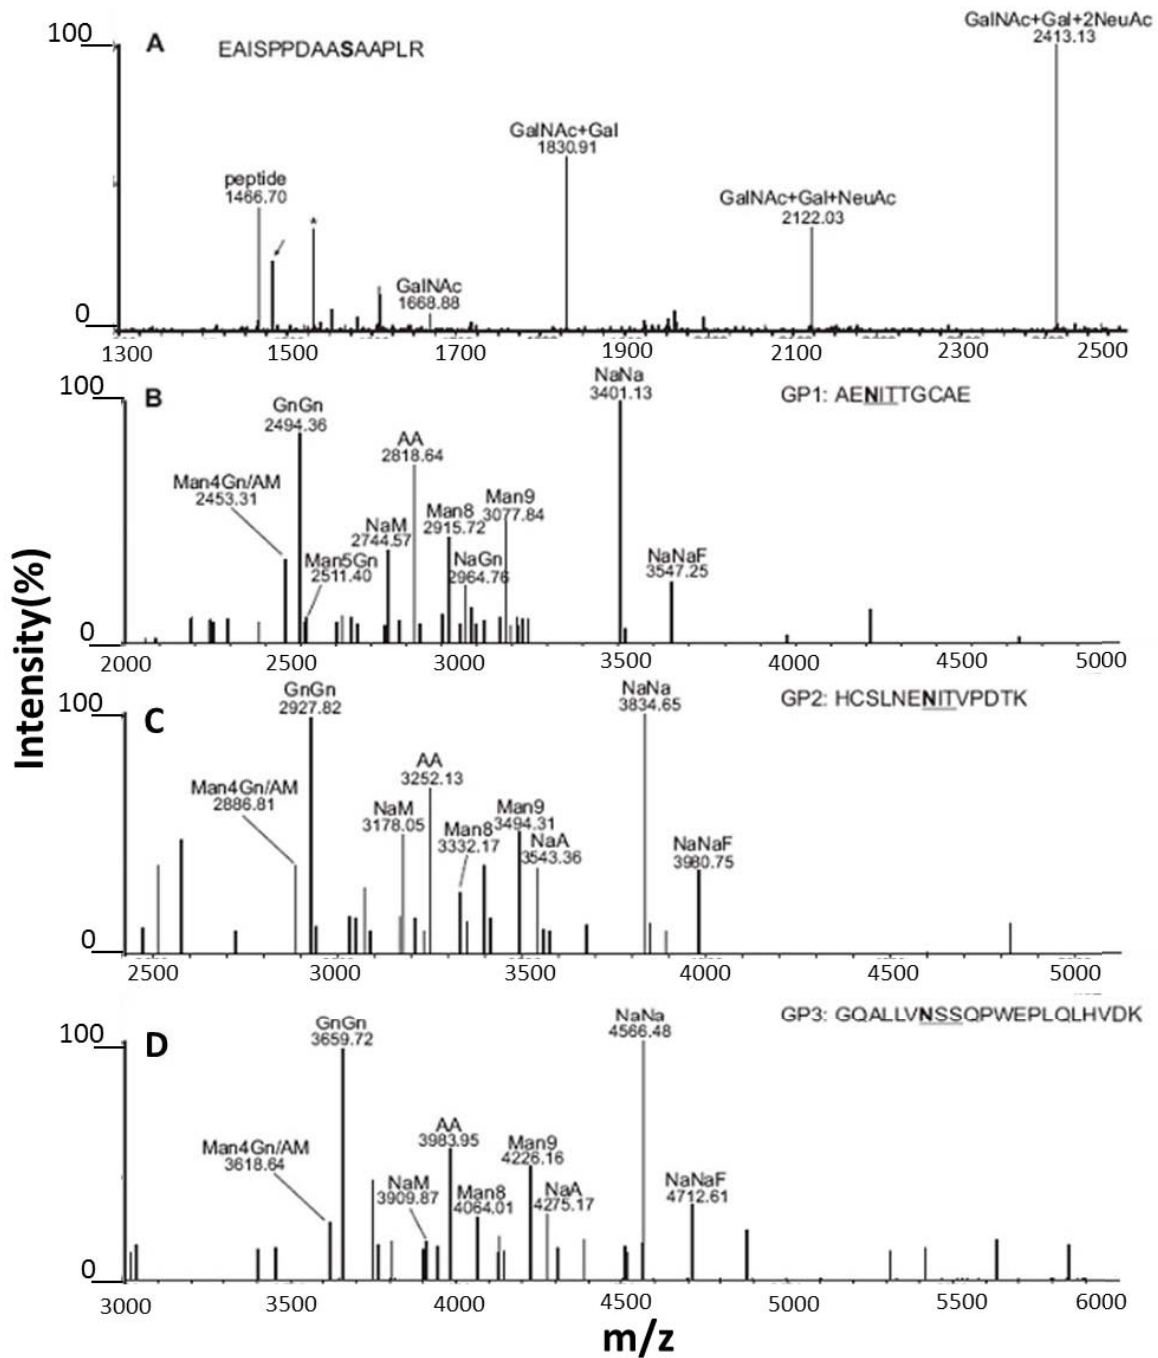 100
A
EAISPPDAASAAPLR
GalNAc+Gal+2NeuAc
2413.13
GalNAc+Gal
1830.91
peptide
1466.70
GalNAc+Gal+NeuAc
2122.03
*
GalNAc
1668.88
0
1300 1500 1700 1900 2100 2300 2500
100
B
GP1: AENITTGCAE
NaNa
3401.13
GnGn
2494.36
AA
2818.64
Man4Gn/AM
2453.31
Man9
3077.84
Man8
2915.72
NaM
2744.57
Man5Gn
2511.40
NaGn
2964.76
NaNaF
3547.25
0
2000 2500 3000 3500 4000 4500 5000
100
C
GP2: HCSLNENITVPDTK
GnGn
2927.82
NaNa
3834.65
AA
3252.13
Man4Gn/AM
2886.81
NaM
3178.05
Man9
3494.31
Man8
3332.17
NaA
3543.36
NaNaF
3980.75
0
2500 3000 3500 4000 4500 5000
100
D
GP3: GQALLVNSSQPWEPLQLHVDK
GnGn
3659.72
NaNa
4566.48
AA
3983.95
Man4Gn/AM
3618.64
Man9
4226.16
NaM
3909.87
Man8
4064.01
NaA
4275.17
NaNaF
4712.61
0
3000 3500 4000 4500 5000 5500 6000
Intensity(%)
m/z